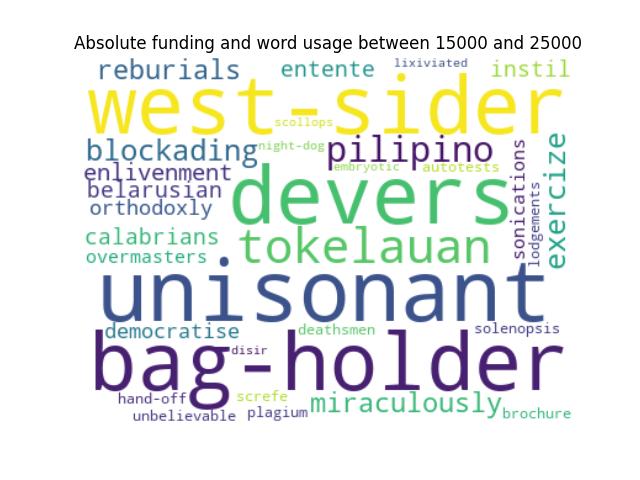 Absolute funding and word usage between 15000 and 25000
reburials entente lixiviated instil
west-sider
scollops
blockading night-dog pilipino
embryotic autotests
enlivenment
belarusian devers sonications exercize
orthodoxly lodgements
calabrians tokelauan
overmasters
unisonant
democratise deathsmen solenopsis
bag-holder
disir
hand-off screfe miraculously
unbelievable plagium brochure